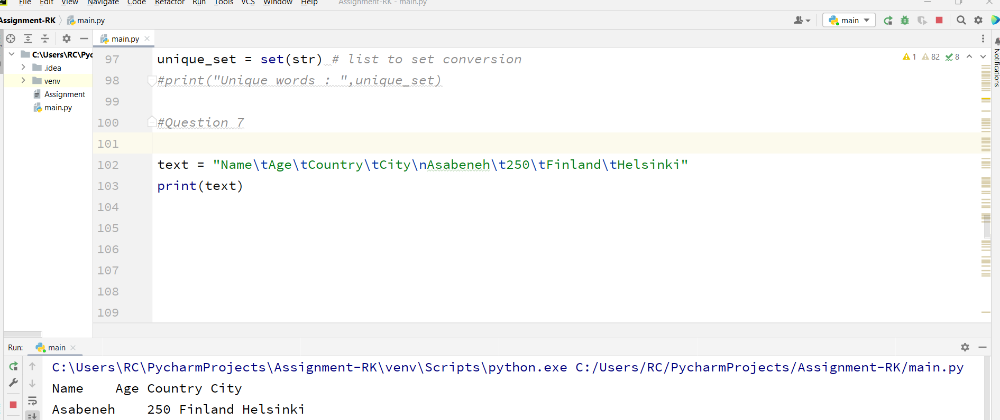 File Edit View Navigate Code Refactor Run Tools VCS Window Help Assignment-RK - main.py
Assignment-RK main.py main
main.py
C:\Users\RC\Pyc
.idea
venv
Assignment
main.py
1 82 8
Notifications
97 unique_set = set(str) # list to set conversion
98 #print("Unique words : ",unique_set)
99
100 #Question 7
101
102 text = "Name\tAge\tCountry\tCity\nAsabeneh\t250\tFinland\tHelsinki"
103 print(text)
104
105
106
107
108
109
Run: main
C:\Users\RC\PycharmProjects\Assignment-RK\venv\Scripts\python.exe C:/Users/RC/PycharmProjects/Assignment-RK/main.py
Name    Age Country City
Asabeneh    250 Finland Helsinki